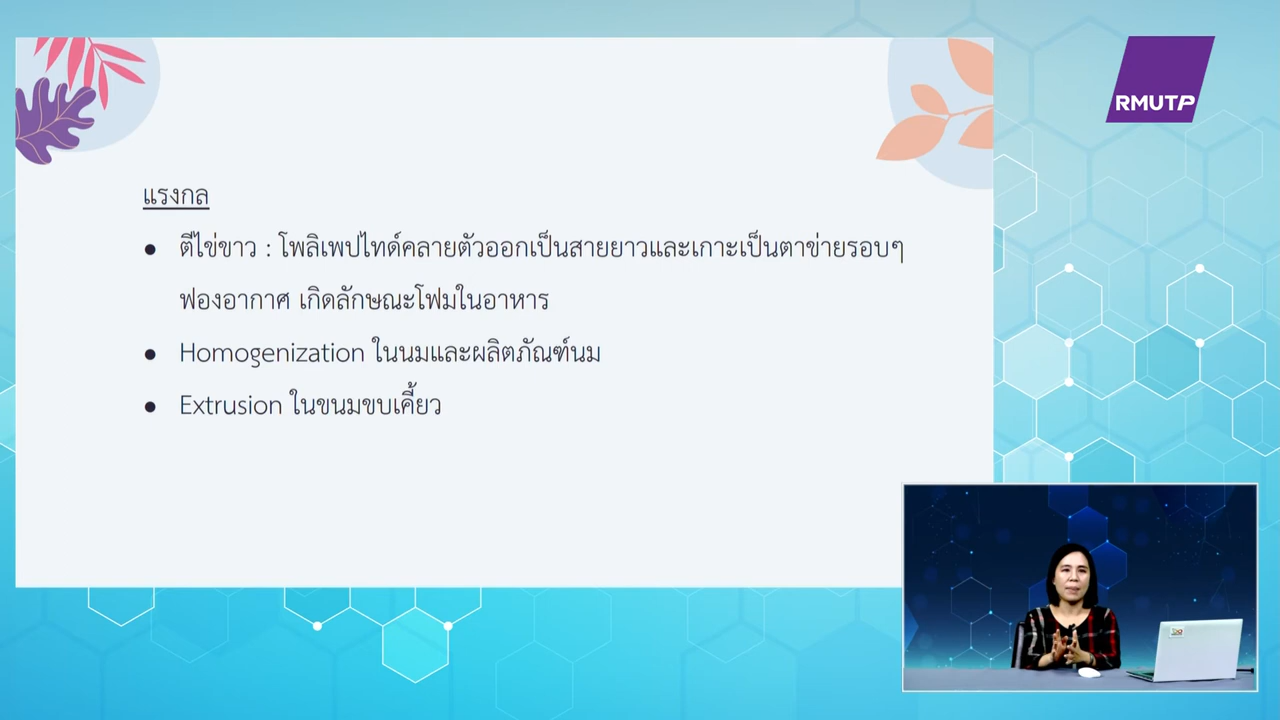 RMUTP
แรงกล
● ตีไข่ขาว : โพลิเพปไทด์คลายตัวออกเป็นสายยาวและเกาะเป็นตาข่ายรอบๆ
ฟองอากาศ เกิดลักษณะโฟมในอาหาร
● Homogenization ในนมและผลิตภัณฑ์นม
● Extrusion ในขนมขบเคี้ยว